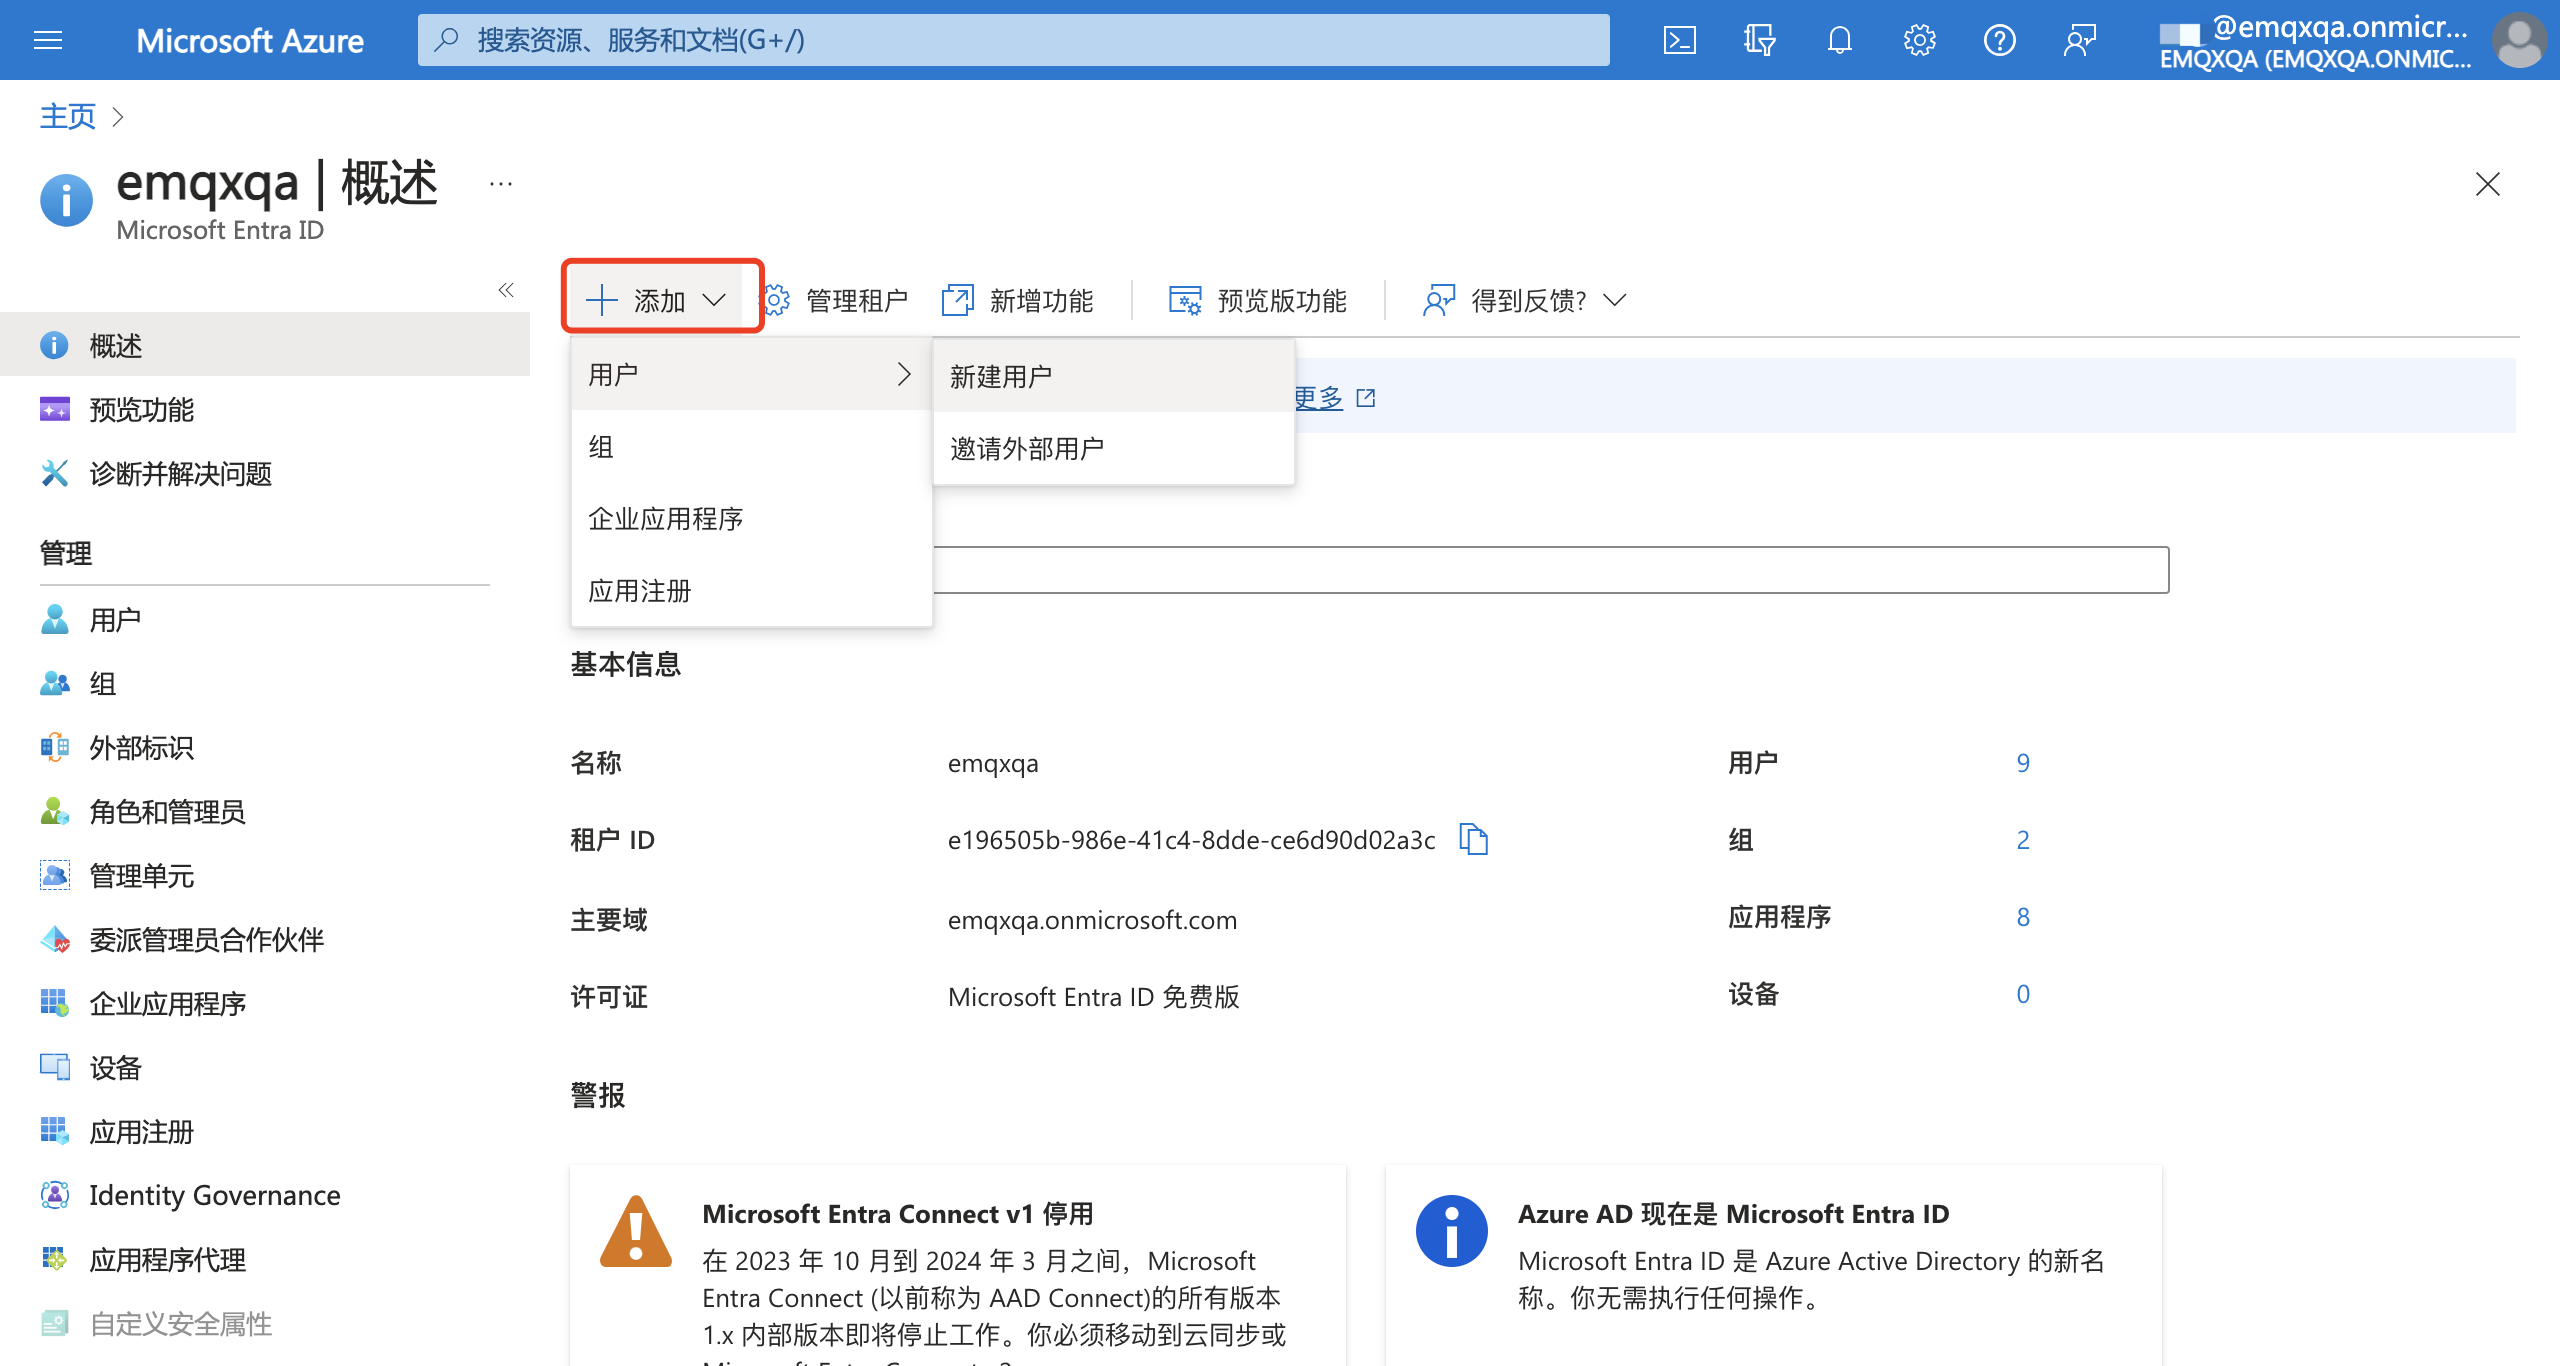 Microsoft Azure
搜索资源、服务和文档(G+/)
@emqxqa.onmicr...
EMQXQA (EMQXQA.ONMIC...
主页
emqxqa | 概述
...
Microsoft Entra ID
添加
管理租户
新增功能
预览版功能
得到反馈?
概述
预览功能
诊断并解决问题
管理
用户
组
外部标识
角色和管理员
管理单元
委派管理员合作伙伴
企业应用程序
设备
应用注册
Identity Governance
应用程序代理
自定义安全属性
用户
组
企业应用程序
应用注册
新建用户
邀请外部用户
更多
基本信息
名称 emqxqa 用户 9
租户 ID e196505b-986e-41c4-8dde-ce6d90d02a3c 组 2
主要域 emqxqa.onmicrosoft.com 应用程序 8
许可证 Microsoft Entra ID 免费版 设备 0
警报
Microsoft Entra Connect v1 停用
在 2023 年 10 月到 2024 年 3 月之间，Microsoft
Entra Connect (以前称为 AAD Connect)的所有版本
1.x 内部版本即将停止工作。你必须移动到云同步或
Azure AD 现在是 Microsoft Entra ID
Microsoft Entra ID 是 Azure Active Directory 的新名
称。你无需执行任何操作。